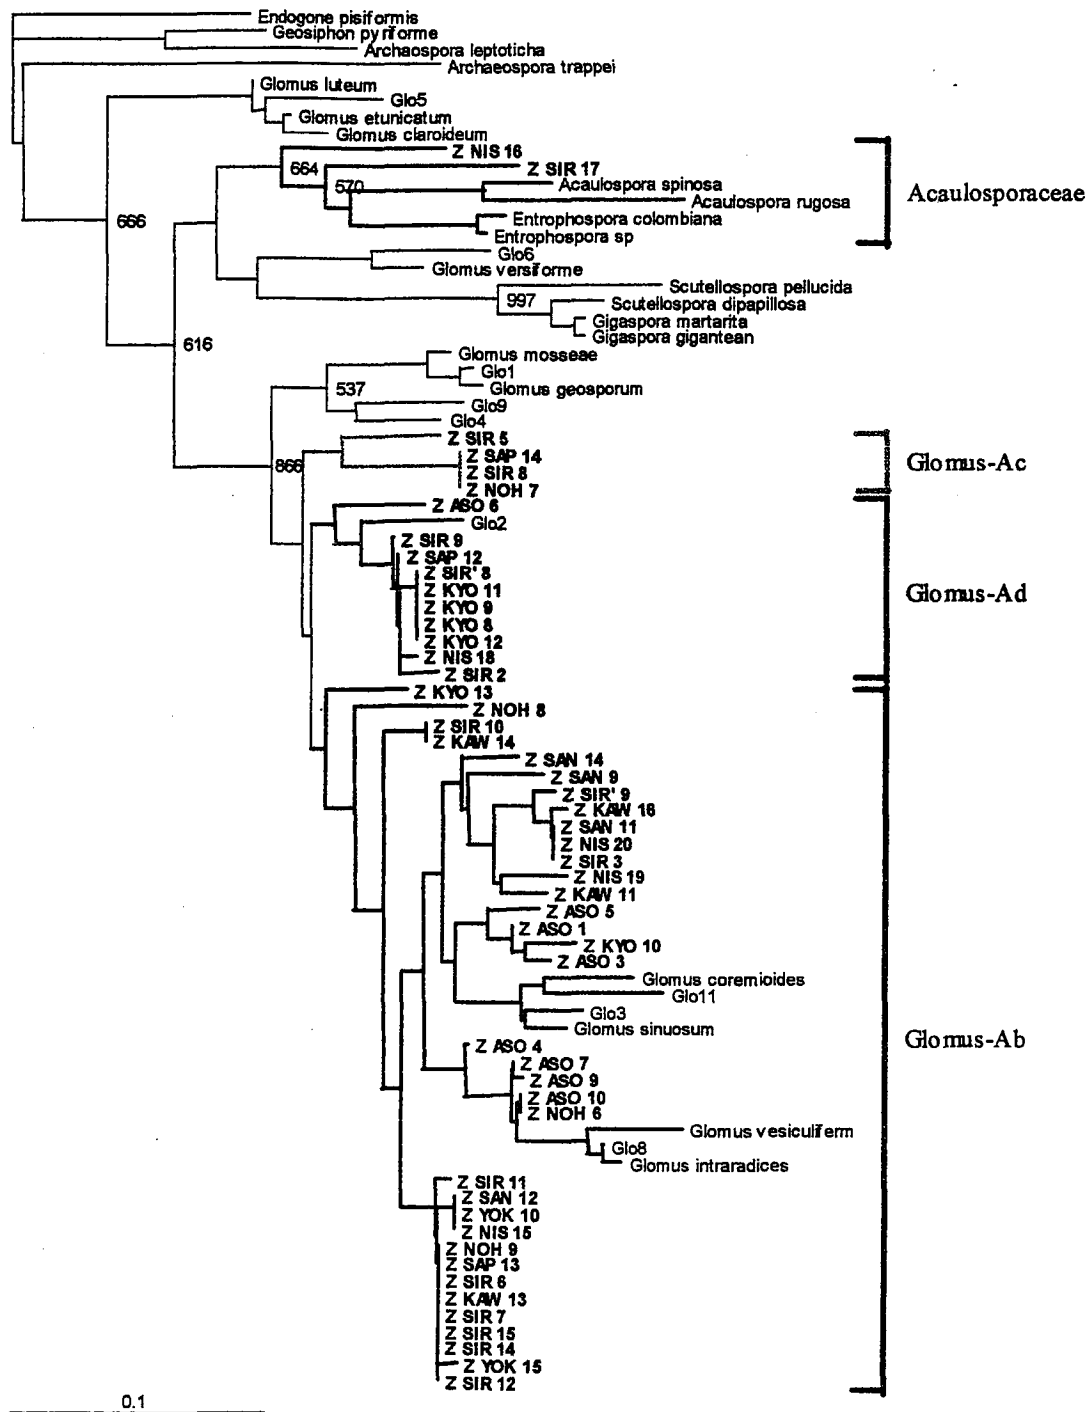 Endogone pisiformis
Geosiphon pyriforme
Archaospora leptoticha
Archaeospora trappei
Glomus luteum
Glo5
Glomus etunicatum
Glomus claroideum
Z NIS 16
664
Z SIR 17
570
Acaulospora spinosa
Acaulosporaceae
Acaulospora rugosa
666
Entrophospora colombiana
Entrophospora sp
Glo6
Glomus versiforme
Scutellospora pellucida
997
Scutellospora dipapillosa
Gigaspora martarita
Gigaspora gigantean
616
Glomus mosseae
Glo1
537
Glomus geosporum
Glo9
Glo4
Z SIR 5
Z SAP 14
866
Glomus-Ac
Z SIR 8
Z NOH 7
Z ASO 6
Glo2
Z SIR 9
Z SAP 12
Z SIR' 8
Z KYO 11
Glomus-Ad
Z KYO 9
Z KYO 8
Z KYO 12
Z NIS 18
Z SIR 2
Z KYO 13
Z NOH 8
Z SIR 10
Z KAW 14
Z SAN 14
Z SAN 9
Z SIR' 9
Z KAW 16
Z SAN 11
Z NIS 20
Z SIR 3
Z NIS 19
Z KAW 11
Z ASO 5
Z ASO 1
Z KYO 10
Z ASO 3
Glomus coremioides
Glo11
Glo3
Glomus sinuosum
Glomus-Ab
Z ASO 4
Z ASO 7
Z ASO 9
Z ASO 10
Z NOH 6
Glomus vesiculiferm
Glo8
Glomus intraradices
Z SIR 11
Z SAN 12
Z YOK 10
Z NIS 15
Z NOH 9
Z SAP 13
Z SIR 6
Z KAW 13
Z SIR 7
Z SIR 15
Z SIR 14
Z YOK 15
Z SIR 12
0.1